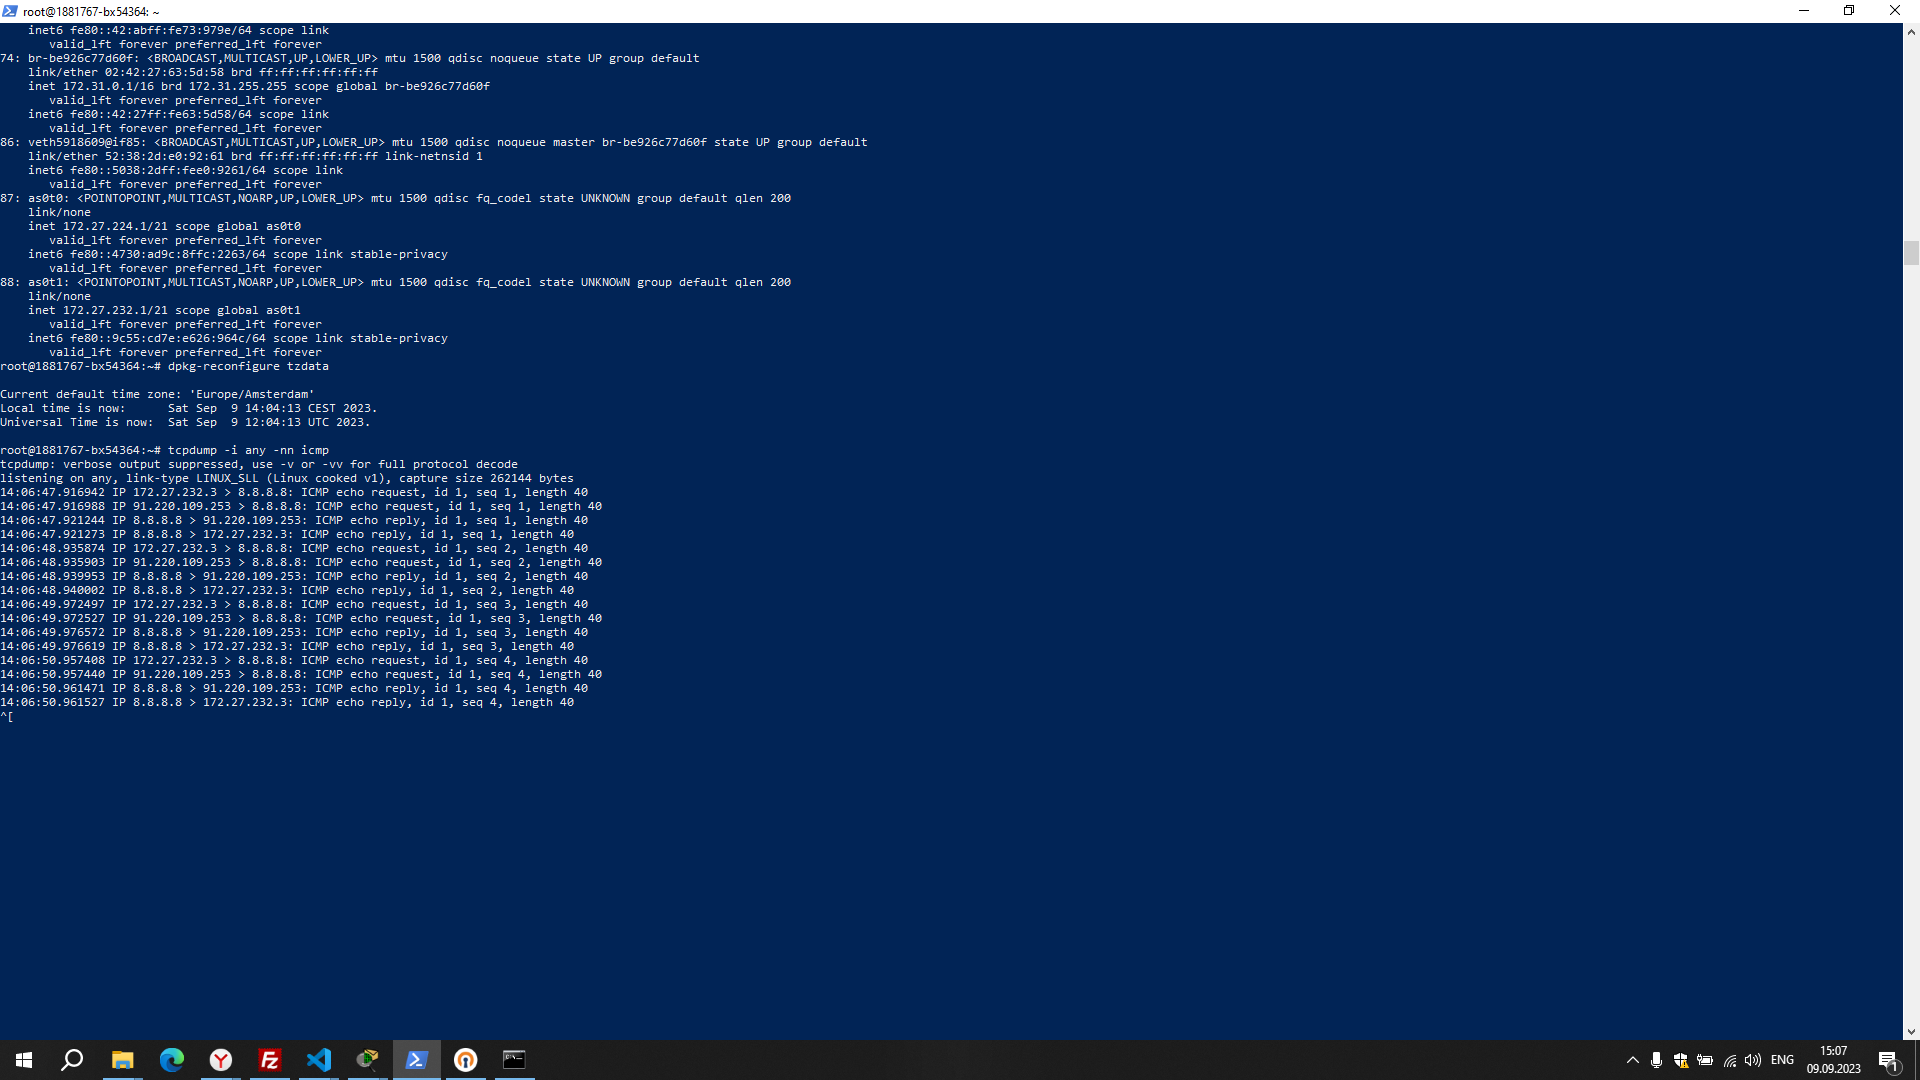 root@1881767-bx54364: ~
    inet6 fe80::42:abff:fe73:979e/64 scope link
       valid_lft forever preferred_lft forever
74: br-be926c77d60f: <BROADCAST,MULTICAST,UP,LOWER_UP> mtu 1500 qdisc noqueue state UP group default
    link/ether 02:42:27:63:5d:58 brd ff:ff:ff:ff:ff:ff
    inet 172.31.0.1/16 brd 172.31.255.255 scope global br-be926c77d60f
       valid_lft forever preferred_lft forever
    inet6 fe80::42:27ff:fe63:5d58/64 scope link
       valid_lft forever preferred_lft forever
86: veth5918609@if85: <BROADCAST,MULTICAST,UP,LOWER_UP> mtu 1500 qdisc noqueue master br-be926c77d60f state UP group default
    link/ether 52:38:2d:e0:92:61 brd ff:ff:ff:ff:ff:ff link-netnsid 1
    inet6 fe80::5038:2dff:fee0:9261/64 scope link
       valid_lft forever preferred_lft forever
87: as0t0: <POINTOPOINT,MULTICAST,NOARP,UP,LOWER_UP> mtu 1500 qdisc fq_codel state UNKNOWN group default qlen 200
    link/none
    inet 172.27.224.1/21 scope global as0t0
       valid_lft forever preferred_lft forever
    inet6 fe80::4730:ad9c:8ffc:2263/64 scope link stable-privacy
       valid_lft forever preferred_lft forever
88: as0t1: <POINTOPOINT,MULTICAST,NOARP,UP,LOWER_UP> mtu 1500 qdisc fq_codel state UNKNOWN group default qlen 200
    link/none
    inet 172.27.232.1/21 scope global as0t1
       valid_lft forever preferred_lft forever
    inet6 fe80::9c55:cd7e:e626:964c/64 scope link stable-privacy
       valid_lft forever preferred_lft forever
root@1881767-bx54364:~# dpkg-reconfigure tzdata
Current default time zone: 'Europe/Amsterdam'
Local time is now:      Sat Sep  9 14:04:13 CEST 2023.
Universal Time is now:  Sat Sep  9 12:04:13 UTC 2023.
root@1881767-bx54364:~# tcpdump -i any -nn icmp
tcpdump: verbose output suppressed, use -v or -vv for full protocol decode
listening on any, link-type LINUX_SLL (Linux cooked v1), capture size 262144 bytes
14:06:47.916942 IP 172.27.232.3 > 8.8.8.8: ICMP echo request, id 1, seq 1, length 40
14:06:47.916988 IP 91.220.109.253 > 8.8.8.8: ICMP echo request, id 1, seq 1, length 40
14:06:47.921244 IP 8.8.8.8 > 91.220.109.253: ICMP echo reply, id 1, seq 1, length 40
14:06:47.921273 IP 8.8.8.8 > 172.27.232.3: ICMP echo reply, id 1, seq 1, length 40
14:06:48.935874 IP 172.27.232.3 > 8.8.8.8: ICMP echo request, id 1, seq 2, length 40
14:06:48.935903 IP 91.220.109.253 > 8.8.8.8: ICMP echo request, id 1, seq 2, length 40
14:06:48.939953 IP 8.8.8.8 > 91.220.109.253: ICMP echo reply, id 1, seq 2, length 40
14:06:48.940002 IP 8.8.8.8 > 172.27.232.3: ICMP echo reply, id 1, seq 2, length 40
14:06:49.972497 IP 172.27.232.3 > 8.8.8.8: ICMP echo request, id 1, seq 3, length 40
14:06:49.972527 IP 91.220.109.253 > 8.8.8.8: ICMP echo request, id 1, seq 3, length 40
14:06:49.976572 IP 8.8.8.8 > 91.220.109.253: ICMP echo reply, id 1, seq 3, length 40
14:06:49.976619 IP 8.8.8.8 > 172.27.232.3: ICMP echo reply, id 1, seq 3, length 40
14:06:50.957408 IP 172.27.232.3 > 8.8.8.8: ICMP echo request, id 1, seq 4, length 40
14:06:50.957440 IP 91.220.109.253 > 8.8.8.8: ICMP echo request, id 1, seq 4, length 40
14:06:50.961471 IP 8.8.8.8 > 91.220.109.253: ICMP echo reply, id 1, seq 4, length 40
14:06:50.961527 IP 8.8.8.8 > 172.27.232.3: ICMP echo reply, id 1, seq 4, length 40
^[
ENG
15:07
09.09.2023
1